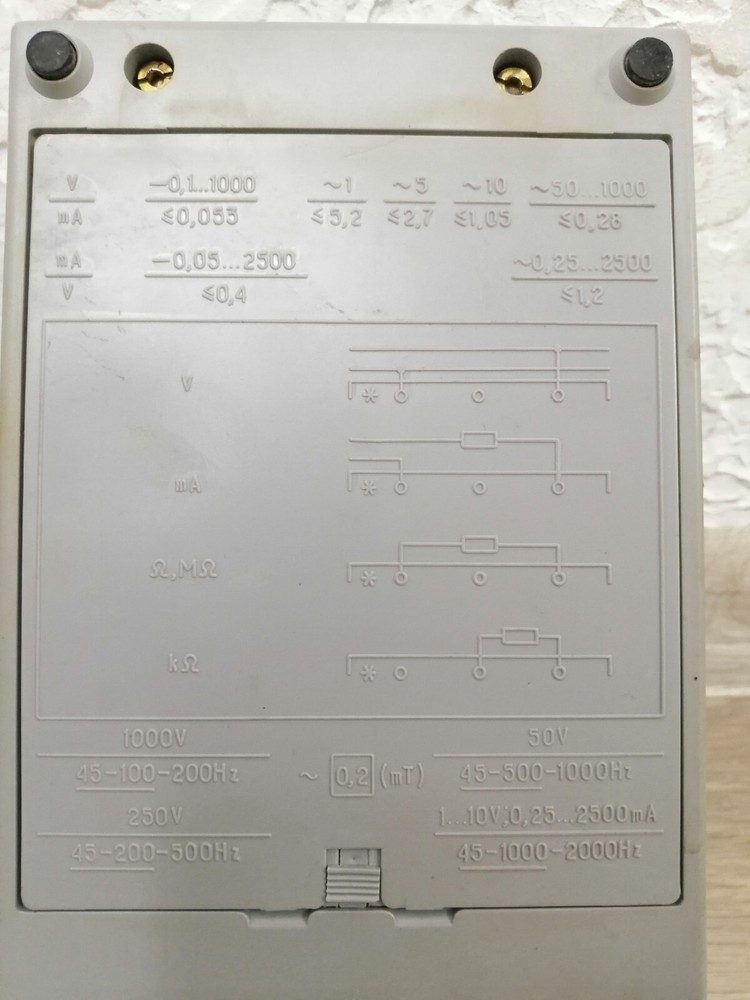 V —0,1...1000 ~1 ~5 ~10 ~50...1000
mA ≤0,053 ≤5,2 ≤2,7 ≤1,05 ≤0,28
mA —0,05...2500 ~0,25...2500
V ≤0,4 ≤1,2
V
*
mA
*
Ω,MΩ
*
kΩ
*
1000V 50V
45-100-200Hz ~ 0,2 (mT) 45-500-1000Hz
250V 1...10V;0,25...2500mA
45-200-500Hz 45-1000-2000Hz